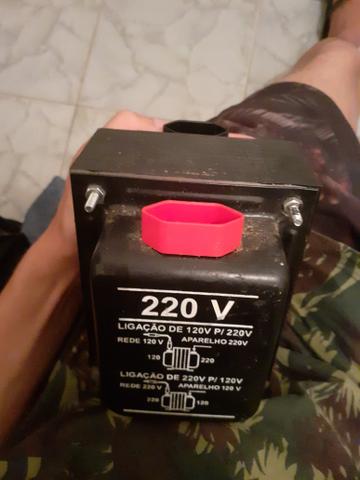 220 V
LIGAÇÃO DE 120V P/ 220V
REDE 120 V APARELHO 220V
120 220
LIGAÇÃO DE 220V P/ 120V
REDE 220 V APARELHO 120 V
220 120